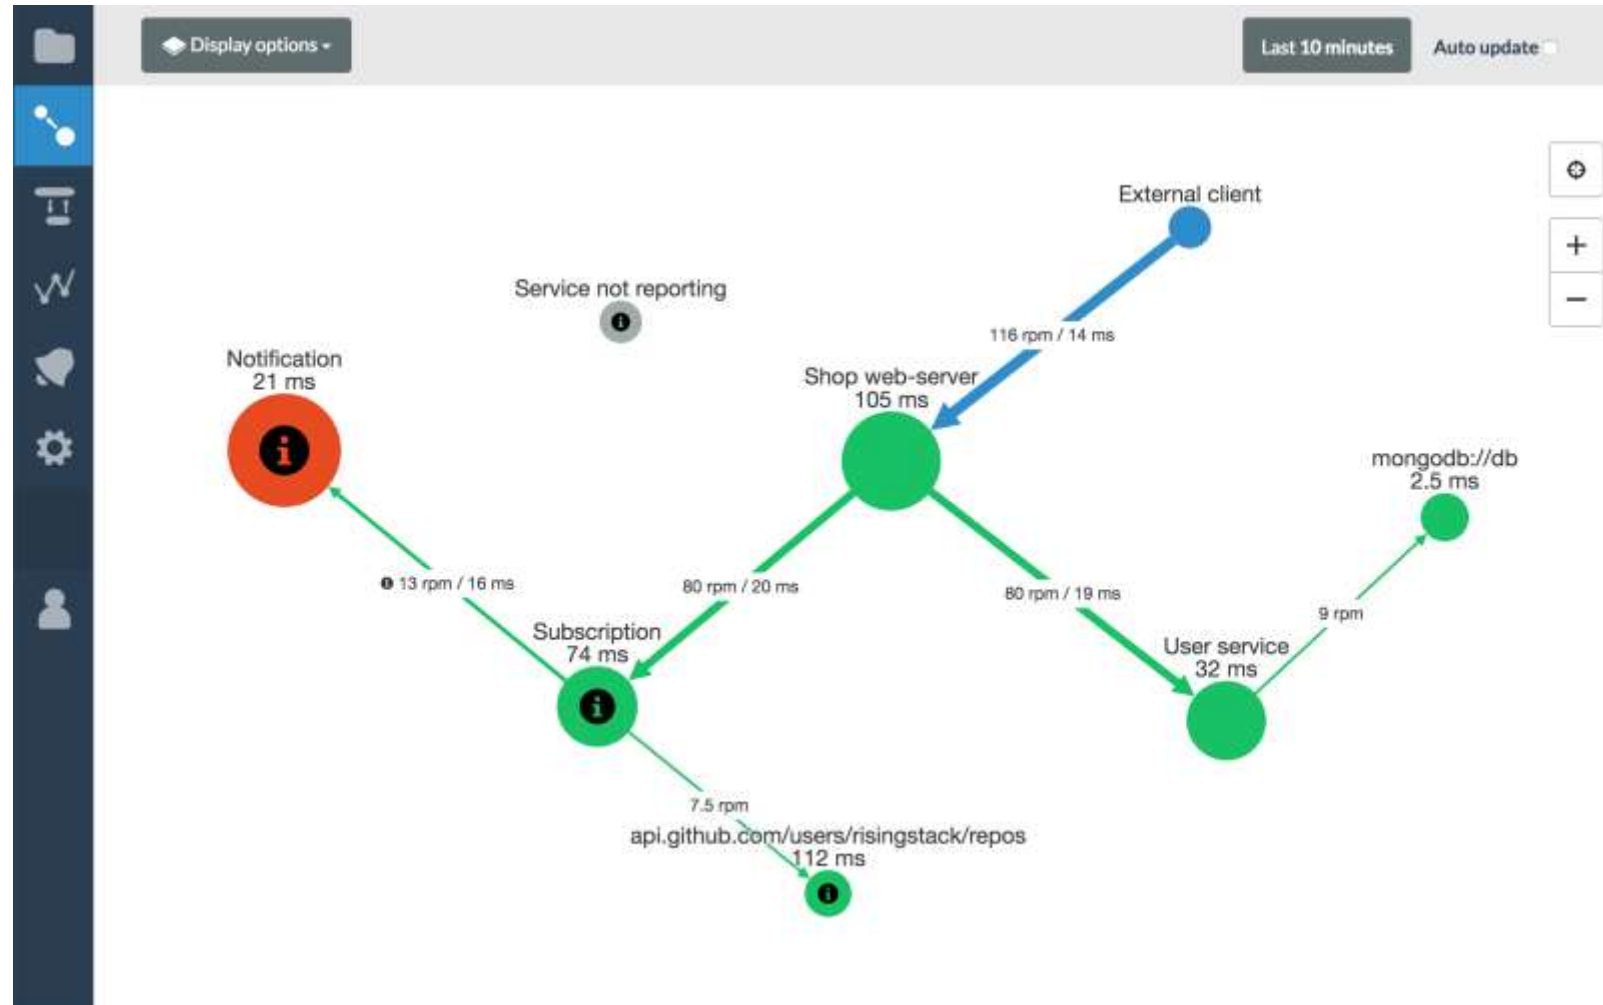 Display options
Last 10 minutes
Auto update
External client
Service not reporting
116 rpm / 14 ms
Notification
21 ms
Shop web-server
105 ms
mongodb://db
2.5 ms
13 rpm / 16 ms
80 rpm / 20 ms
80 rpm / 19 ms
9 rpm
Subscription
74 ms
User service
32 ms
7.5 rpm
api.github.com/users/risingstack/repos
112 ms